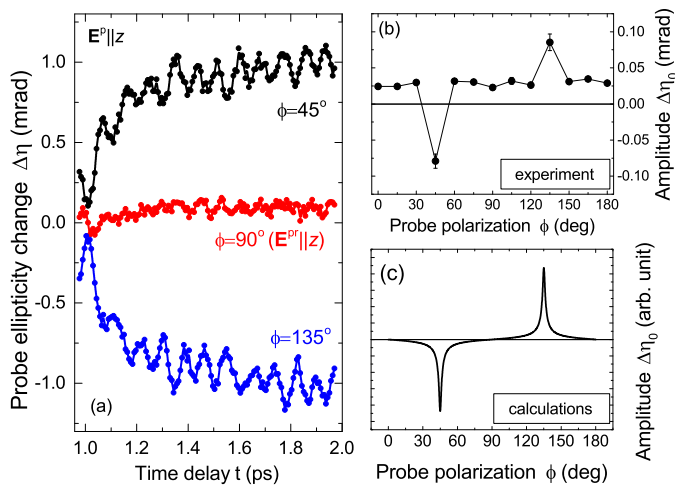 E^p||z
1.0
0.5
0.0
-0.5
-1.0
ϕ=45°
ϕ=90° (E^pr||z)
ϕ=135°
(a)
Probe ellipticity change Δη (mrad)
1.0 1.2 1.4 1.6 1.8 2.0
Time delay t (ps)
(b)
0.10
0.05
0.00
-0.05
-0.10
Amplitude Δη₀ (mrad)
experiment
0 30 60 90 120 150 180
Probe polarization ϕ (deg)
(c)
Amplitude Δη₀ (arb. unit)
calculations
0 30 60 90 120 150 180
Probe polarization ϕ (deg)